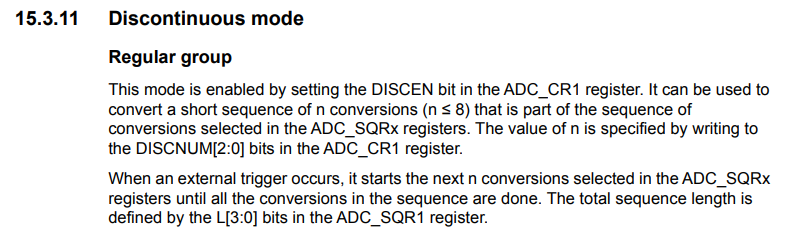 15.3.11 Discontinuous mode
Regular group
This mode is enabled by setting the DISCEN bit in the ADC_CR1 register. It can be used to
convert a short sequence of n conversions (n ≤ 8) that is part of the sequence of
conversions selected in the ADC_SQRx registers. The value of n is specified by writing to
the DISCNUM[2:0] bits in the ADC_CR1 register.
When an external trigger occurs, it starts the next n conversions selected in the ADC_SQRx
registers until all the conversions in the sequence are done. The total sequence length is
defined by the L[3:0] bits in the ADC_SQR1 register.